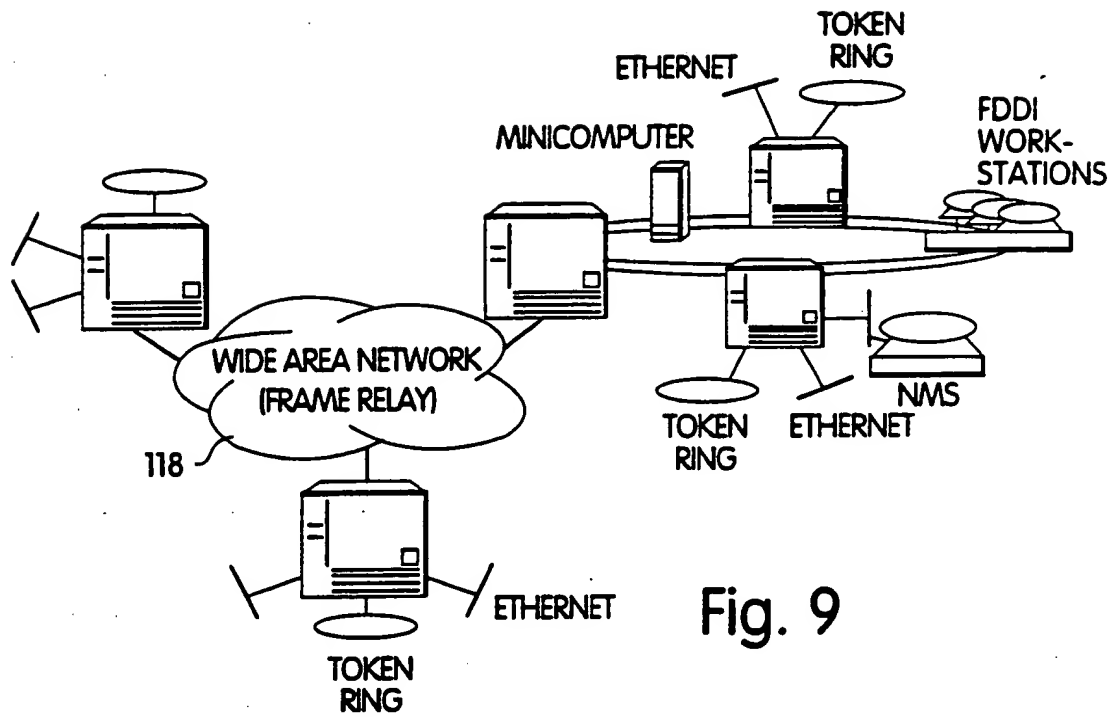 TOKEN
RING
ETHERNET
FDDI
WORK-
STATIONS
MINICOMPUTER
WIDE AREA NETWORK
(FRAME RELAY)
118
NMS
TOKEN
RING
ETHERNET
ETHERNET
TOKEN
RING
Fig. 9